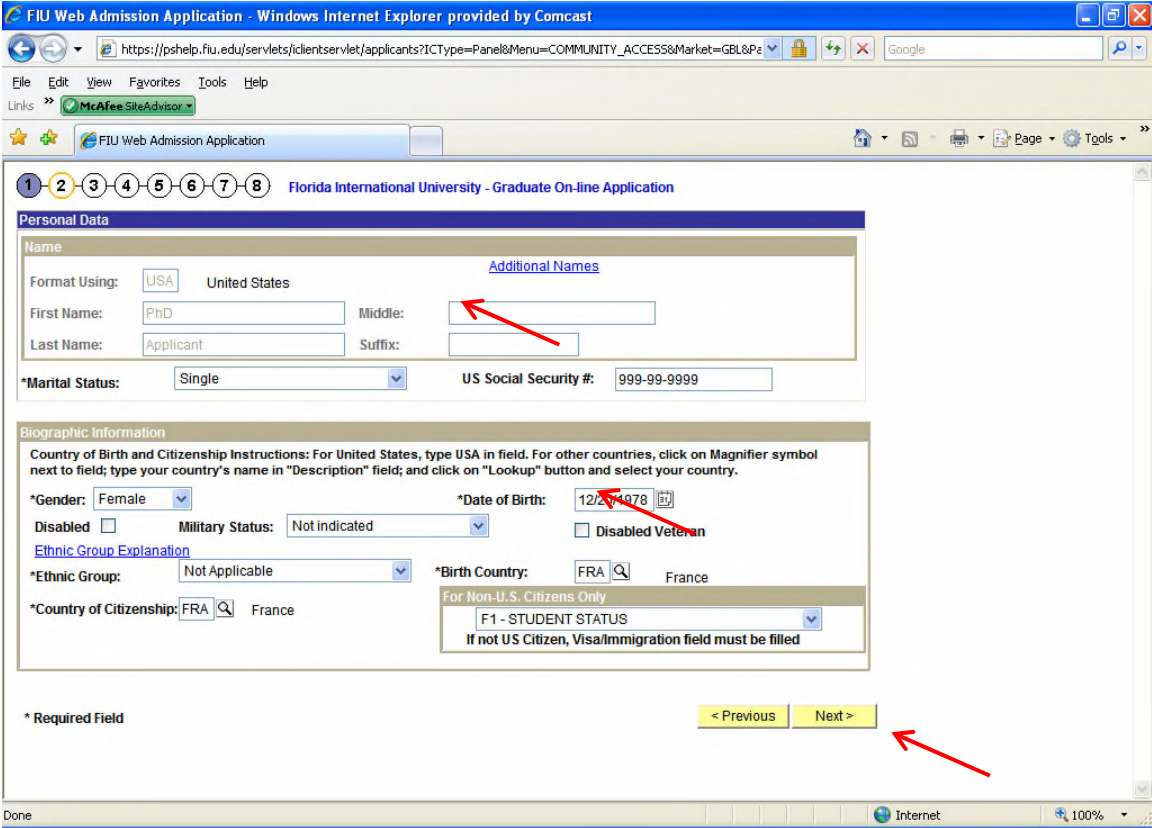 FIU Web Admission Application - Windows Internet Explorer provided by Comcast
https://pshelp.fiu.edu/servlets/iclientservlet/applicants?ICType=Panel&Menu=COMMUNITY_ACCESS&Market=GBL&Pa
Google
File Edit View Favorites Tools Help
Links » McAfee SiteAdvisor
FIU Web Admission Application
Page Tools »
1 2 3 4 5 6 7 8 Florida International University - Graduate On-line Application
Personal Data
Name
Additional Names
Format Using: USA United States
First Name: PhD Middle:
Last Name: Applicant Suffix:
*Marital Status: Single US Social Security #: 999-99-9999
Biographic Information
Country of Birth and Citizenship Instructions: For United States, type USA in field. For other countries, click on Magnifier symbol
next to field; type your country's name in "Description" field; and click on "Lookup" button and select your country.
*Gender: Female *Date of Birth:
Disabled Military Status: Not indicated Disabled Veteran
Ethnic Group Explanation
*Ethnic Group: Not Applicable *Birth Country: FRA France
*Country of Citizenship: FRA France
For Non-U.S. Citizens Only
F1 - STUDENT STATUS
If not US Citizen, Visa/Immigration field must be filled
* Required Field
< Previous Next >
Done Internet 100%